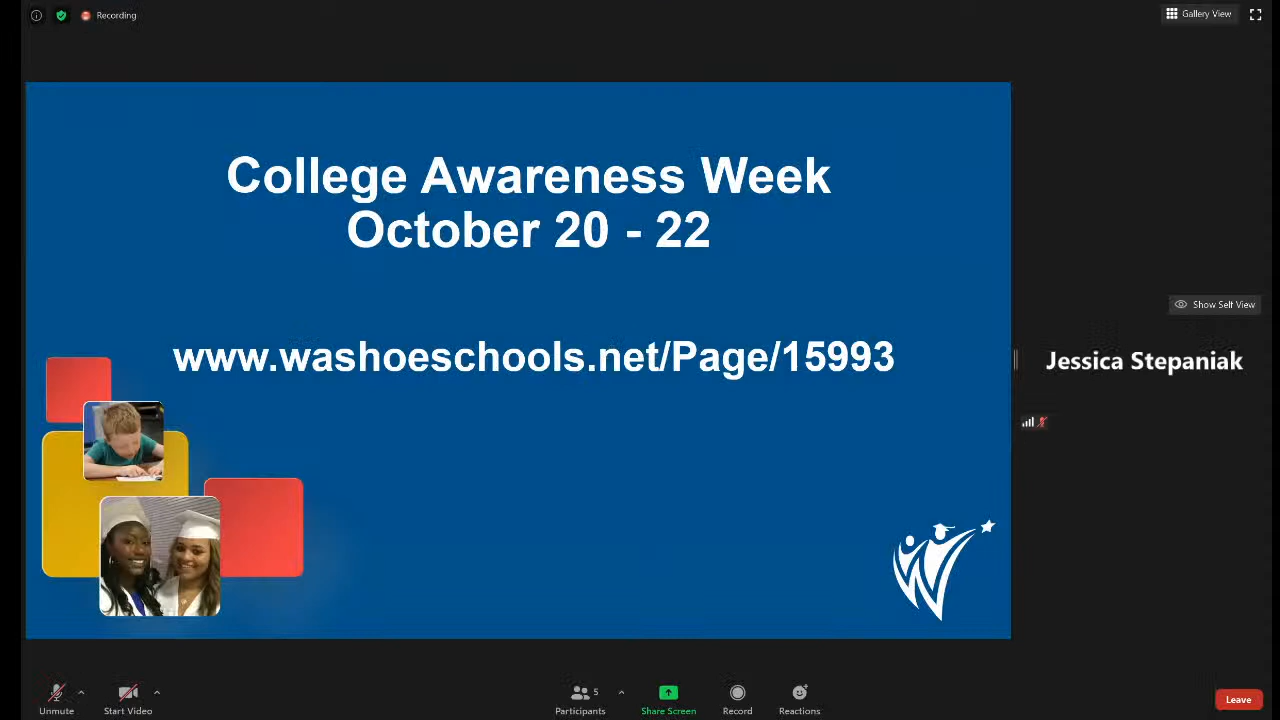 Recording
Gallery View
College Awareness Week
October 20 - 22
Show Self View
www.washoeschools.net/Page/15993
Jessica Stepaniak
Unmute
Start Video
5
Participants
Share Screen
Record
Reactions
Leave